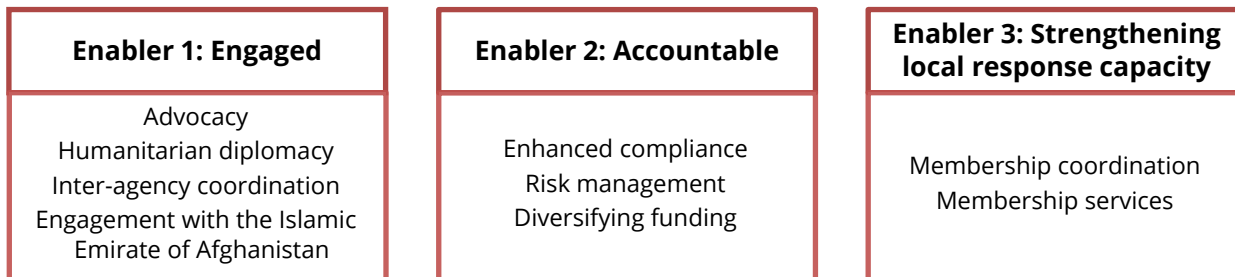 Enabler 1: Engaged
Advocacy
Humanitarian diplomacy
Inter-agency coordination
Engagement with the Islamic
Emirate of Afghanistan
Enabler 2: Accountable
Enhanced compliance
Risk management
Diversifying funding
Enabler 3: Strengthening
local response capacity
Membership coordination
Membership services